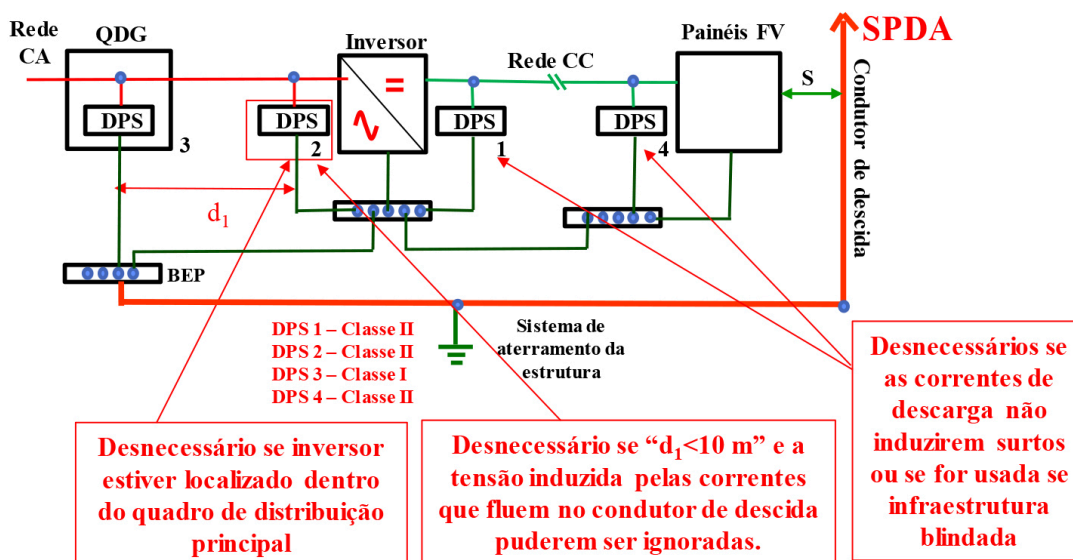 Rede
CA
QDG
Inversor
Rede CC
Painéis FV
SPDA
S
Condutor de descida
DPS
3
DPS
2
DPS
1
DPS
4
d1
BEP
DPS 1 – Classe II
DPS 2 – Classe II
DPS 3 – Classe I
DPS 4 – Classe II
Sistema de
aterramento da
estrutura
Desnecessário se inversor
estiver localizado dentro
do quadro de distribuição
principal
Desnecessário se “d1<10 m” e a
tensão induzida pelas correntes
que fluem no condutor de descida
puderem ser ignoradas.
Desnecessários se
as correntes de
descarga não
induzirem surtos
ou se for usada se
infraestrutura
blindada